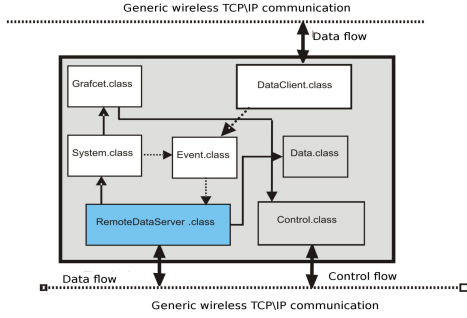 Generic wireless TCP\IP communication
Data flow
Grafcet.class
DataClient.class
System.class
Event.class
Data.class
RemoteDataServer .class
Control.class
Data flow
Control flow
Generic wireless TCP\IP communication